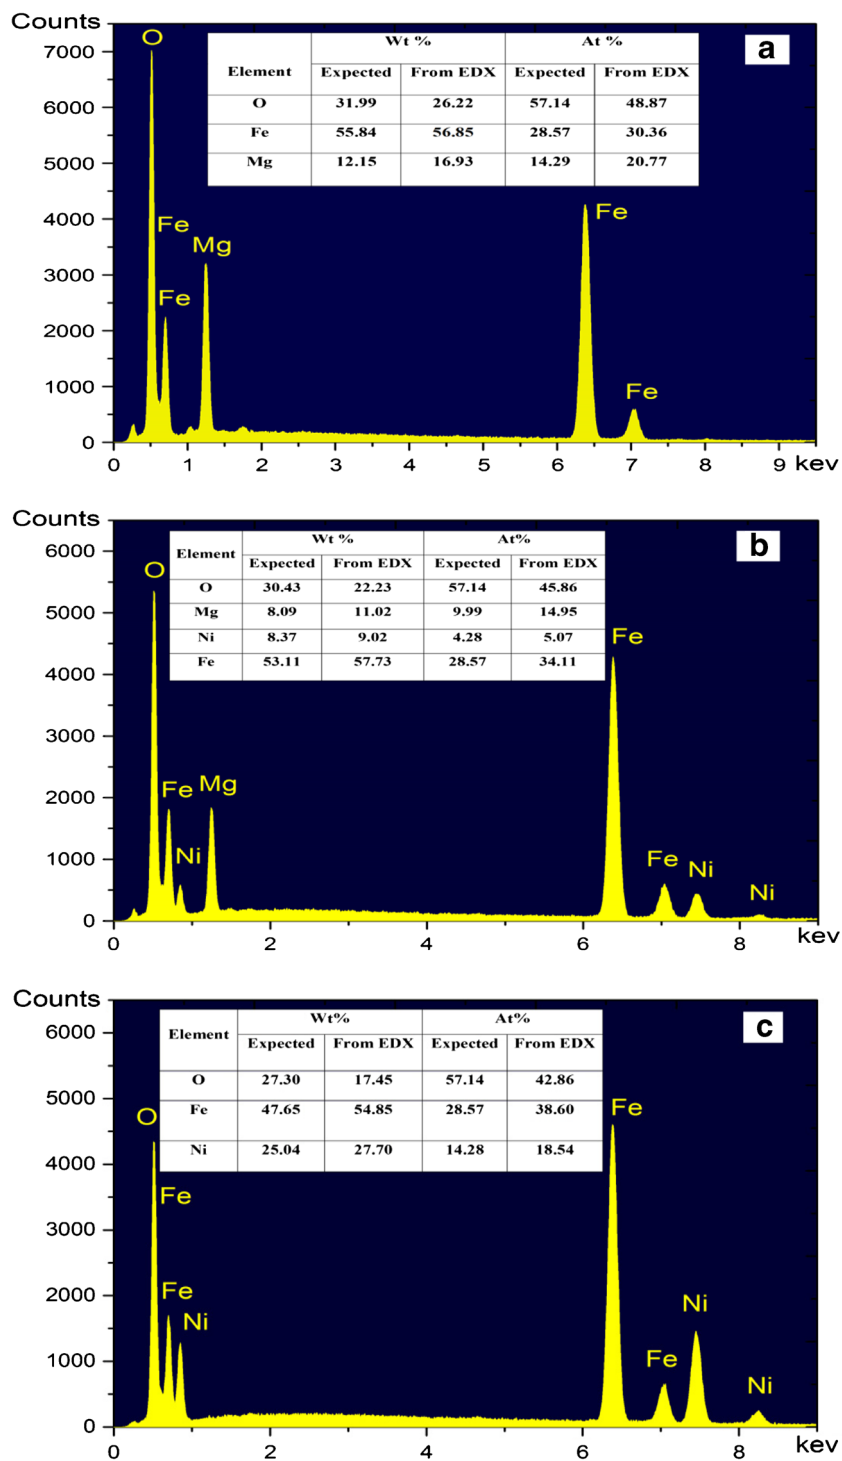 Counts
a
O
Wt % At %
Element Expected From EDX Expected From EDX
O 31.99 26.22 57.14 48.87
Fe 55.84 56.85 28.57 30.36
Mg 12.15 16.93 14.29 20.77
7000
6000
5000
4000
3000
2000
1000
0
Fe
Mg
Fe
Fe
Fe
0 1 2 3 4 5 6 7 8 9 kev
Counts
b
O
Wt % At%
Element Expected From EDX Expected From EDX
O 30.43 22.23 57.14 45.86
Mg 8.09 11.02 9.99 14.95
Ni 8.37 9.02 4.28 5.07
Fe 53.11 57.73 28.57 34.11
6000
5000
4000
3000
2000
1000
0
Fe
Fe Mg
Ni
Fe Ni
Ni
0 2 4 6 8 kev
Counts
c
Wt% At%
Element Expected From EDX Expected From EDX
O 27.30 17.45 57.14 42.86
Fe 47.65 54.85 28.57 38.60
Ni 25.04 27.70 14.28 18.54
6000
5000
4000
3000
2000
1000
0
O
Fe
Fe
Fe
Ni
Ni
Fe
Ni
0 2 4 6 8 kev